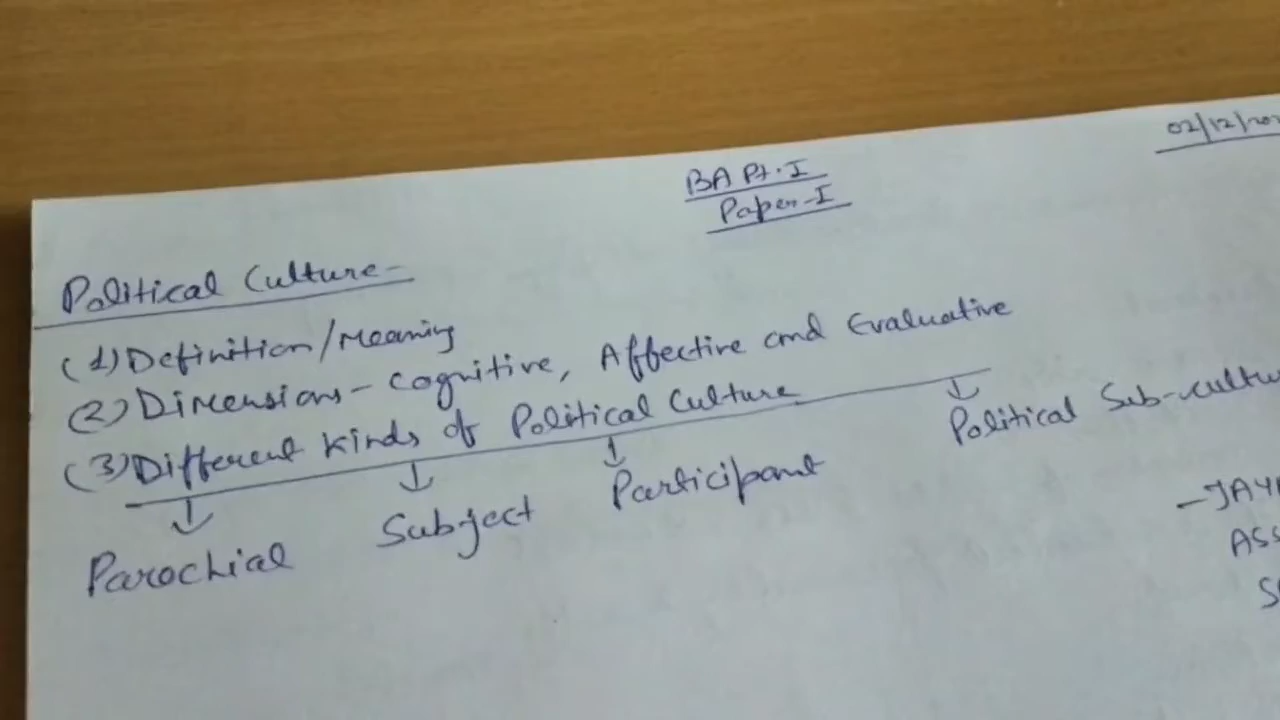 02/12/20
BA Pt. I
Paper-I
Political Culture-
(1) Definition/Meaning
(2) Dimensions - Cognitive, Affective and Evaluative
(3) Different Kinds of Political Culture
Parochial Subject Participant Political Sub-cultu
- JAY
ASS